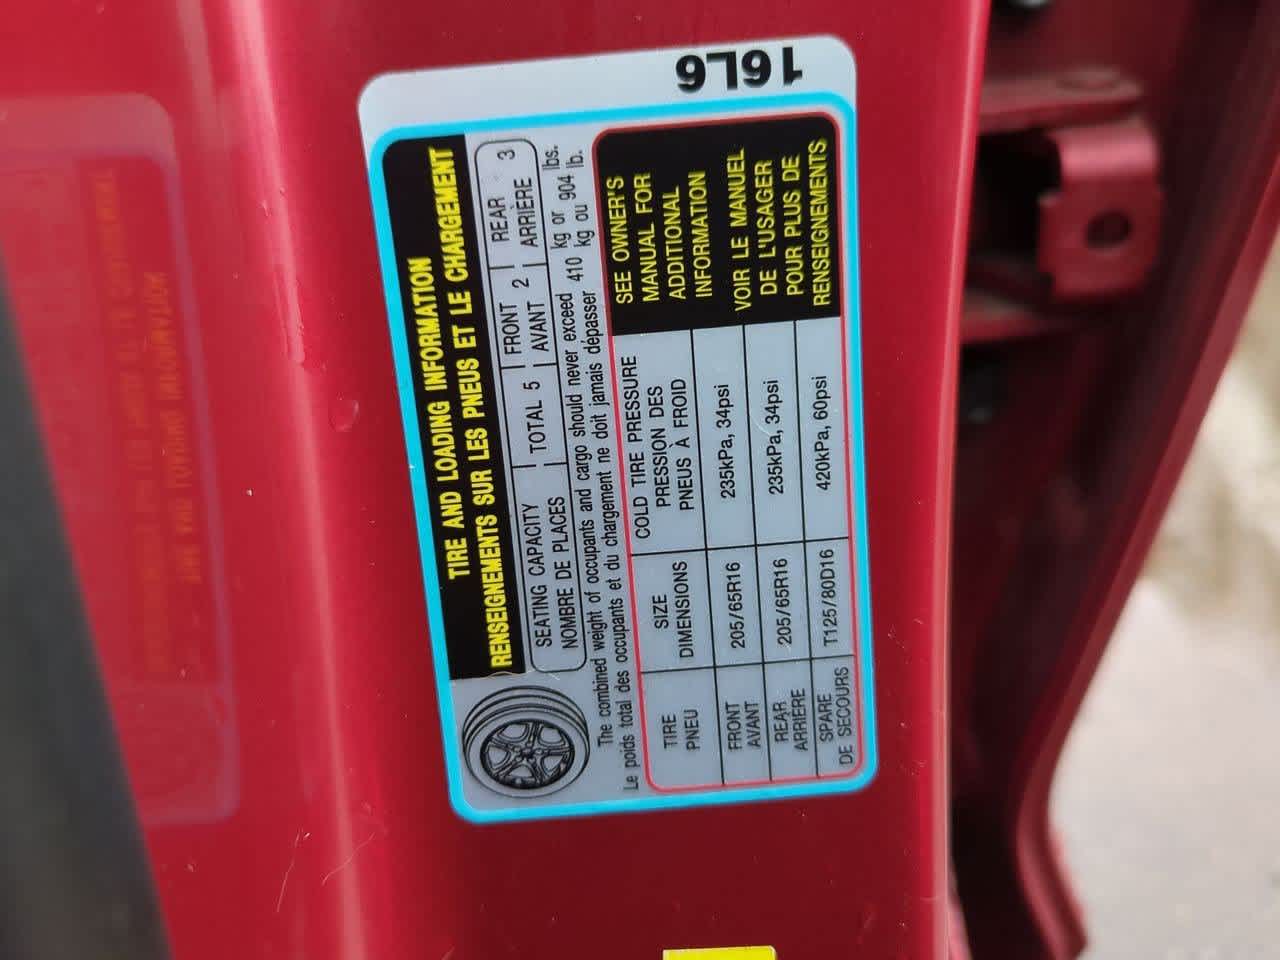 16L6
TIRE AND LOADING INFORMATION
RENSEIGNEMENTS SUR LES PNEUS ET LE CHARGEMENT
SEATING CAPACITY TOTAL 5 FRONT 2 REAR 3
NOMBRE DE PLACES AVANT ARRIÈRE
The combined weight of occupants and cargo should never exceed 410 kg or 904 lbs.
Le poids total des occupants et du chargement ne doit jamais dépasser kg ou lb.
TIRE SIZE COLD TIRE PRESSURE
PNEU DIMENSIONS PRESSION DES
PNEUS À FROID
FRONT 205/65R16 235kPa, 34psi
AVANT
REAR 205/65R16 235kPa, 34psi
ARRIÈRE
SPARE T125/80D16 420kPa, 60psi
DE SECOURS
SEE OWNER'S
MANUAL FOR
ADDITIONAL
INFORMATION
VOIR LE MANUEL
DE L'USAGER
POUR PLUS DE
RENSEIGNEMENTS